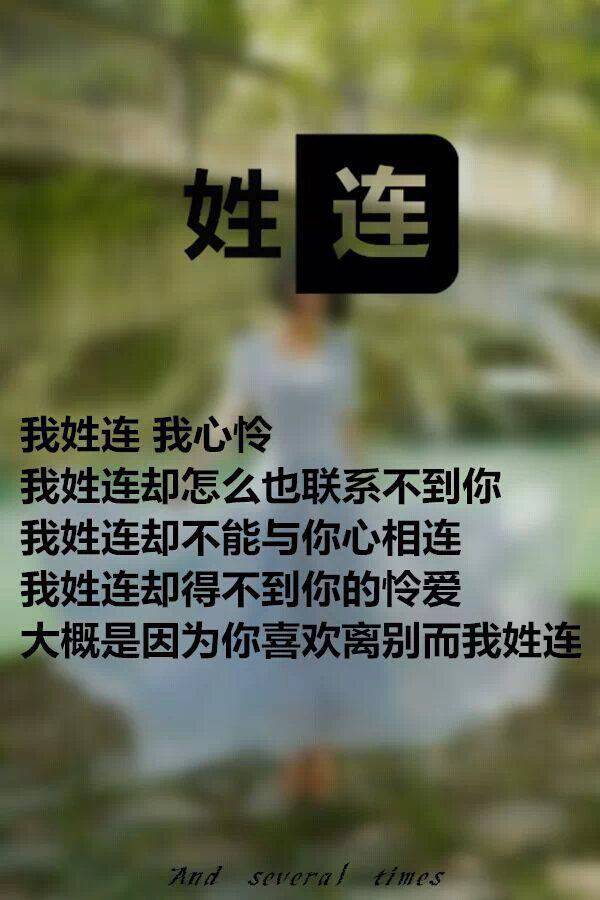 姓连
我姓连 我心怜
我姓连却怎么也联系不到你
我姓连却不能与你心相连
我姓连却得不到你的怜爱
大概是因为你喜欢离别而我姓连
And several times